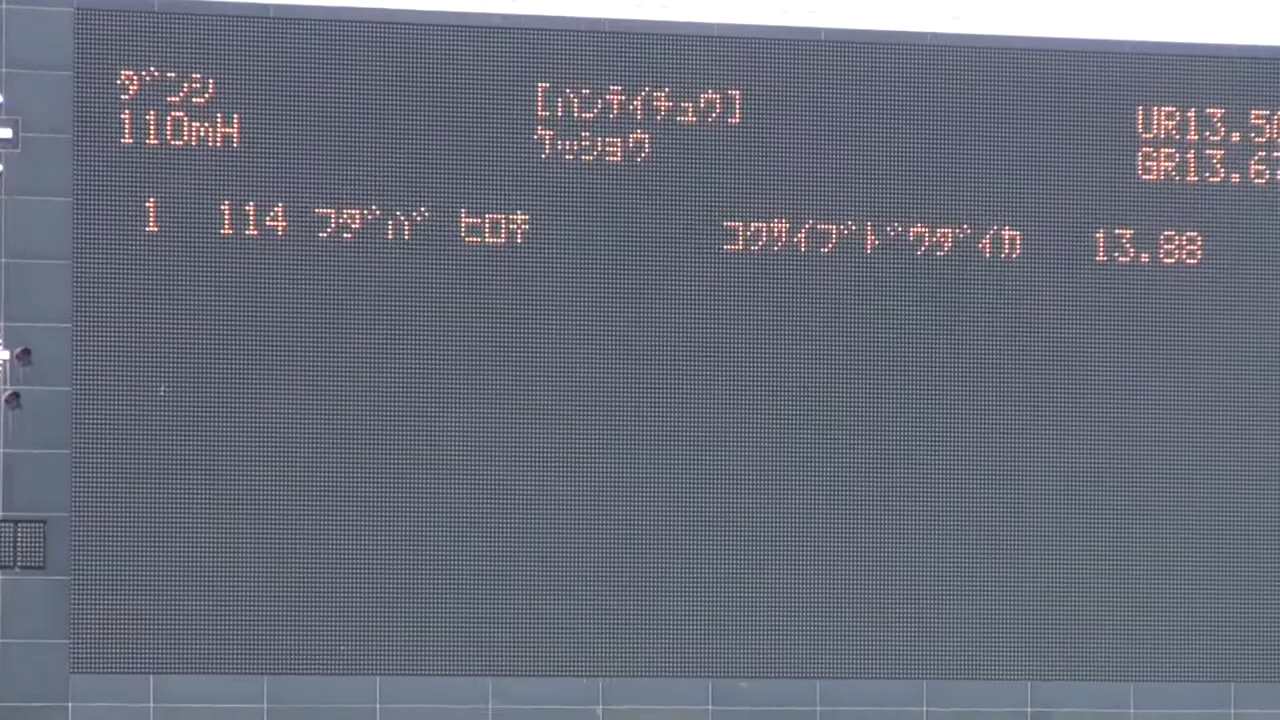 ダンシ [ハンテイチュウ]
110mH ケッショウ
UR13.5
GR13.6
1 114 フダバ ヒロキ コクサイブドウダイカ 13.88